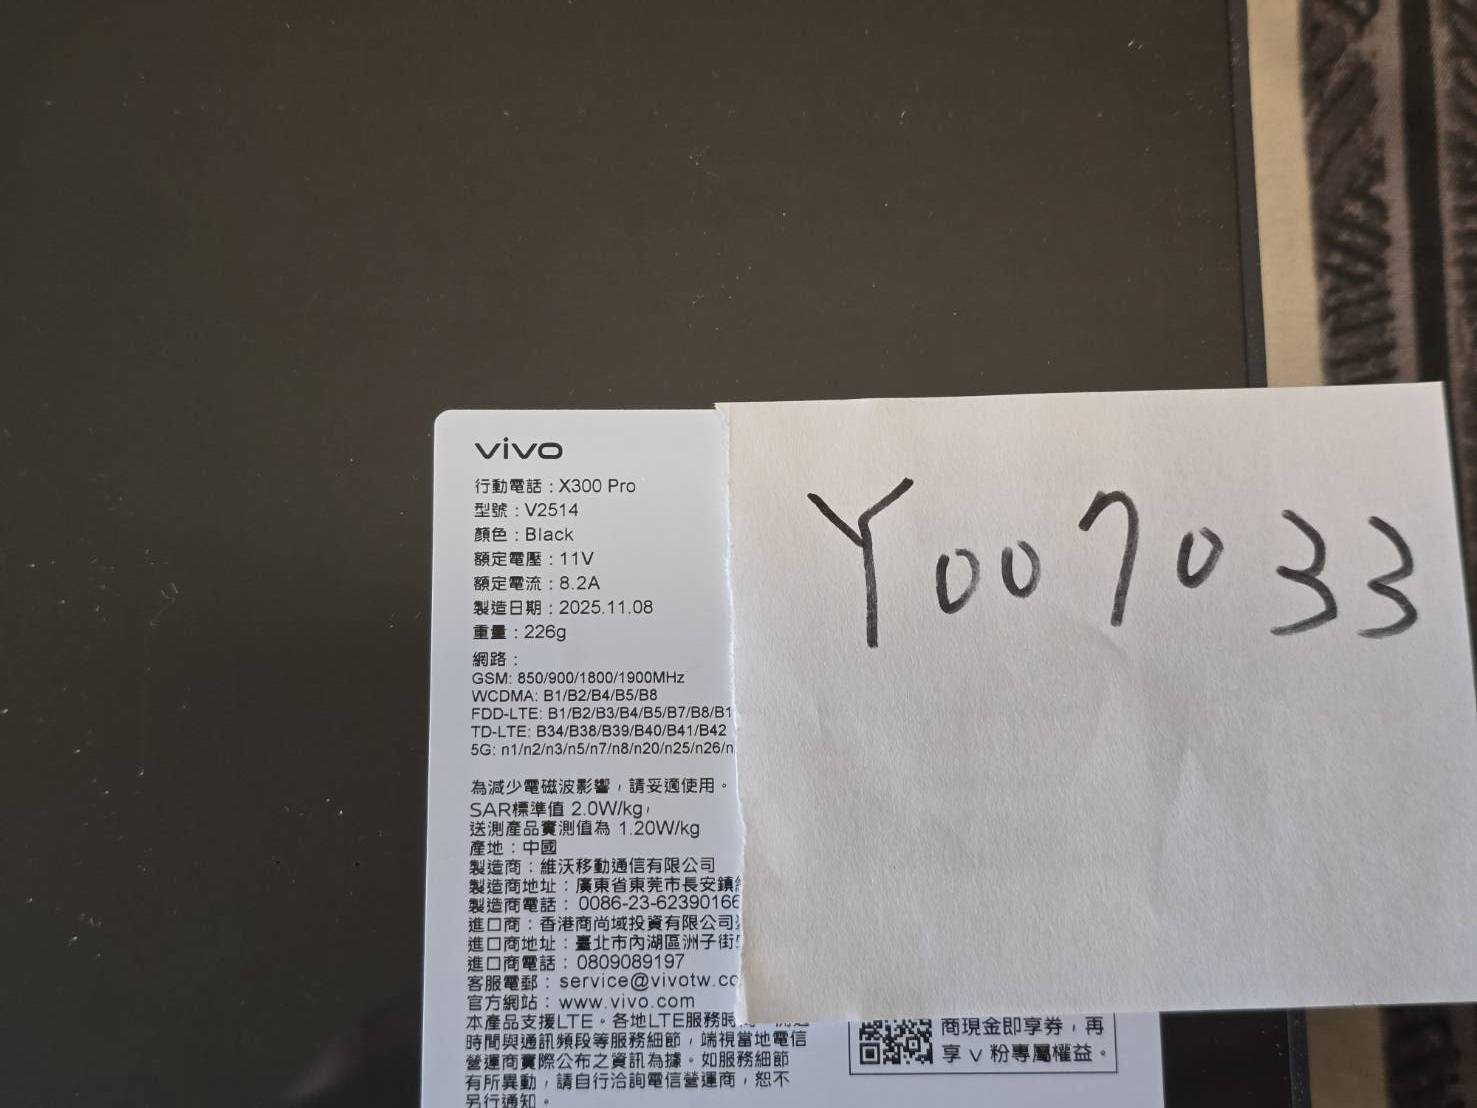 vivo
行動電話：X300 Pro
型號：V2514
顏色：Black
額定電壓：11V
額定電流：8.2A
製造日期：2025.11.08
重量：226g
網路：
GSM: 850/900/1800/1900MHz
WCDMA: B1/B2/B4/B5/B8
FDD-LTE: B1/B2/B3/B4/B5/B7/B8/B1
TD-LTE: B34/B38/B39/B40/B41/B42
5G: n1/n2/n3/n5/n7/n8/n20/n25/n26/n
為減少電磁波影響，請妥適使用。
SAR標準值 2.0W/kg，
送測產品實測值為 1.20W/kg
產地：中國
製造商：維沃移動通信有限公司
製造商地址：廣東省東莞市長安鎮
製造商電話：0086-23-62390166
進口商：香港商尚域投資有限公司
進口商地址：臺北市內湖區洲子街
進口商電話：0809089197
客服電郵：service@vivotw.co
官方網站：www.vivo.com
本產品支援LTE。各地LTE服務時
時間與通訊頻段等服務細節，端視當地電信
營運商實際公布之資訊為據。如服務細節
有所異動，請自行洽詢電信營運商，恕不
另行通知。
Y007033
商現金即享券，再
享 V 粉專屬權益。